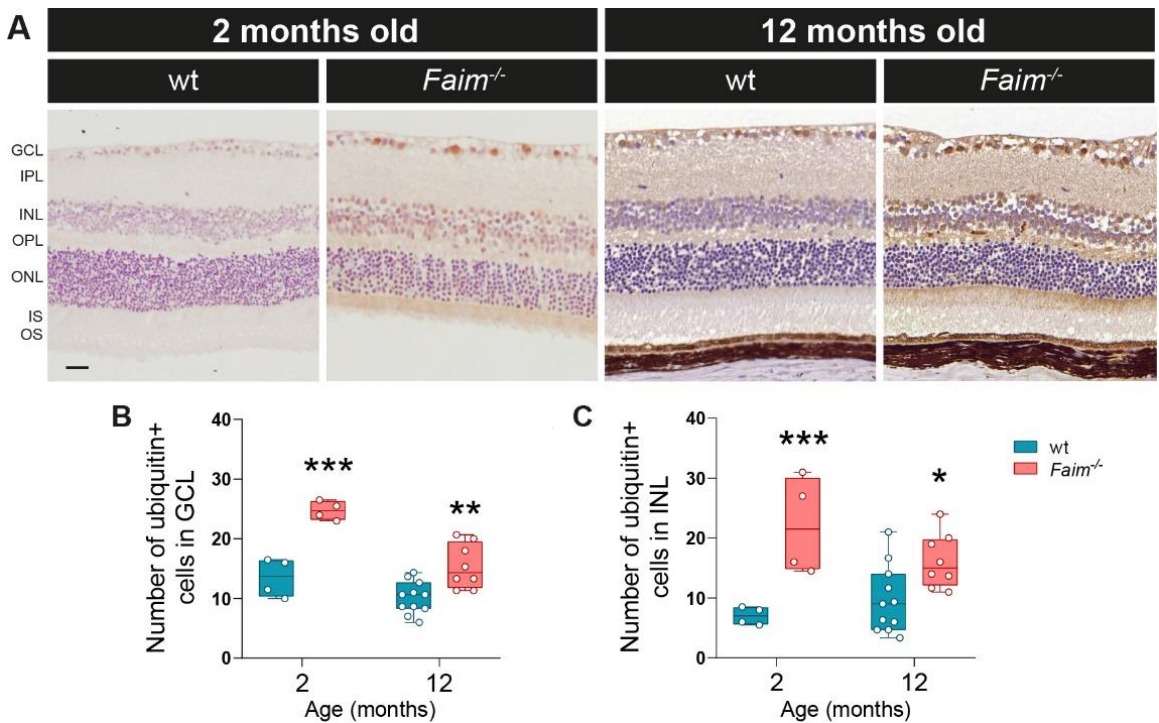 A
2 months old
12 months old
wt
Faim-/-
wt
Faim-/-
GCL
IPL
INL
OPL
ONL
IS
OS
B
Number of ubiquitin+
cells in GCL
40
30
20
10
0
***
**
2
12
Age (months)
C
Number of ubiquitin+
cells in INL
40
30
20
10
0
***
*
2
12
Age (months)
wt
Faim-/-